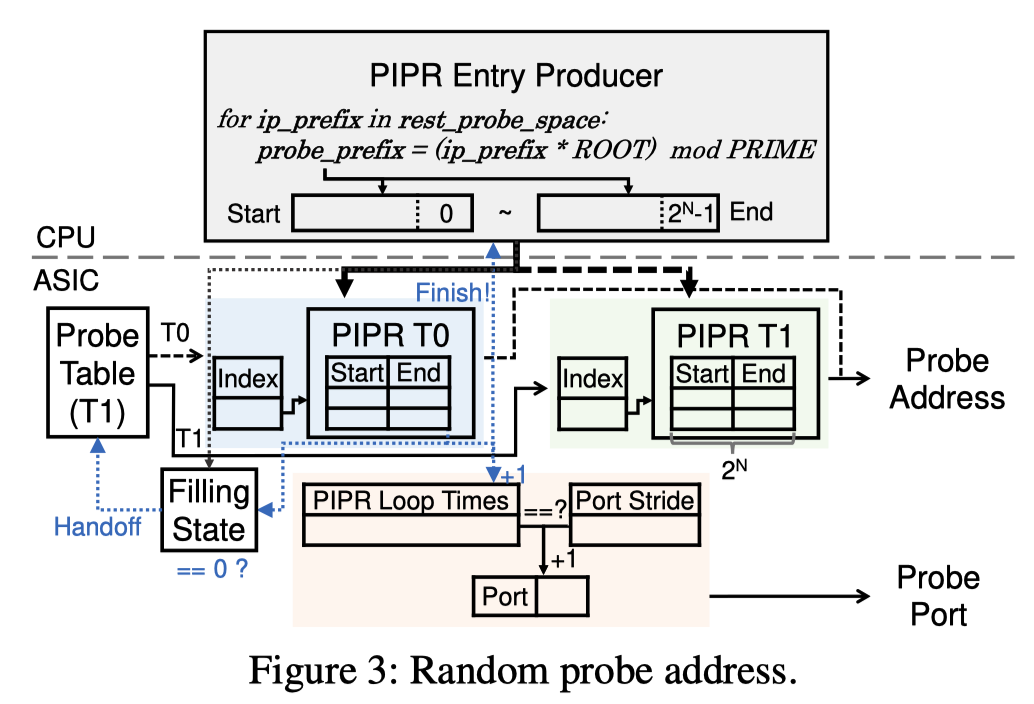 PIPR Entry Producer
for ip_prefix in rest_probe_space:
probe_prefix = (ip_prefix * ROOT) mod PRIME
Start 0 ~ 2^N-1 End
CPU
ASIC
Finish!
Probe
Table
(T1)
T0
T1
Index
PIPR T0
Start End
Index
PIPR T1
Start End
2^N
Probe
Address
+1
Filling
State
Handoff
== 0 ?
PIPR Loop Times ==? Port Stride
+1
Port
Probe
Port
Figure 3: Random probe address.